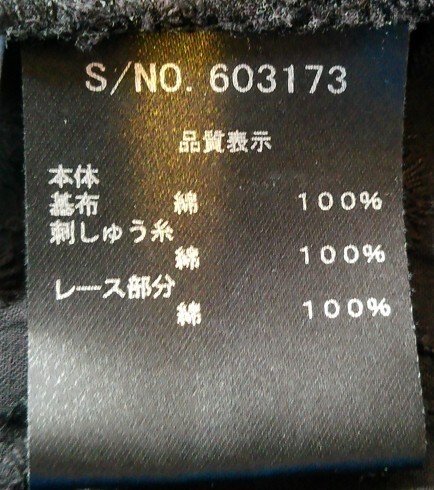 S/NO. 603173
品質表示
本体
基布 綿 100%
刺しゅう糸
綿 100%
レース部分
綿 100%